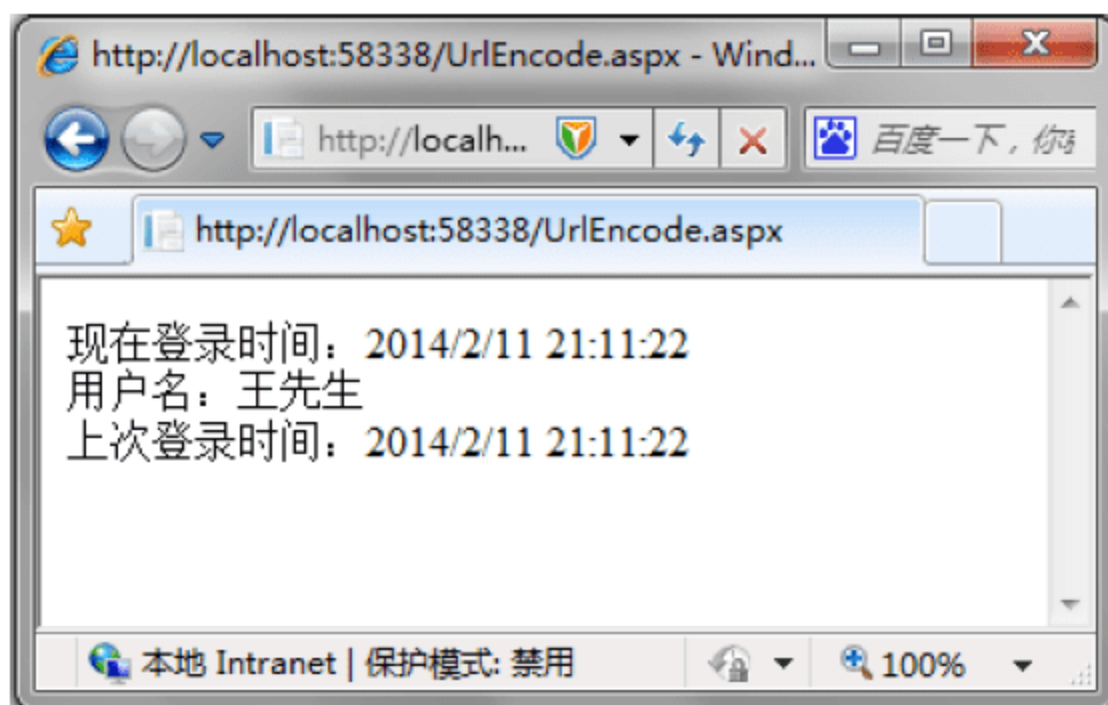 http://localhost:58338/UrlEncode.aspx - Wind...
http://localh...
百度一下，你
http://localhost:58338/UrlEncode.aspx
现在登录时间：2014/2/11 21:11:22
用户名：王先生
上次登录时间：2014/2/11 21:11:22
本地 Intranet | 保护模式: 禁用
100%